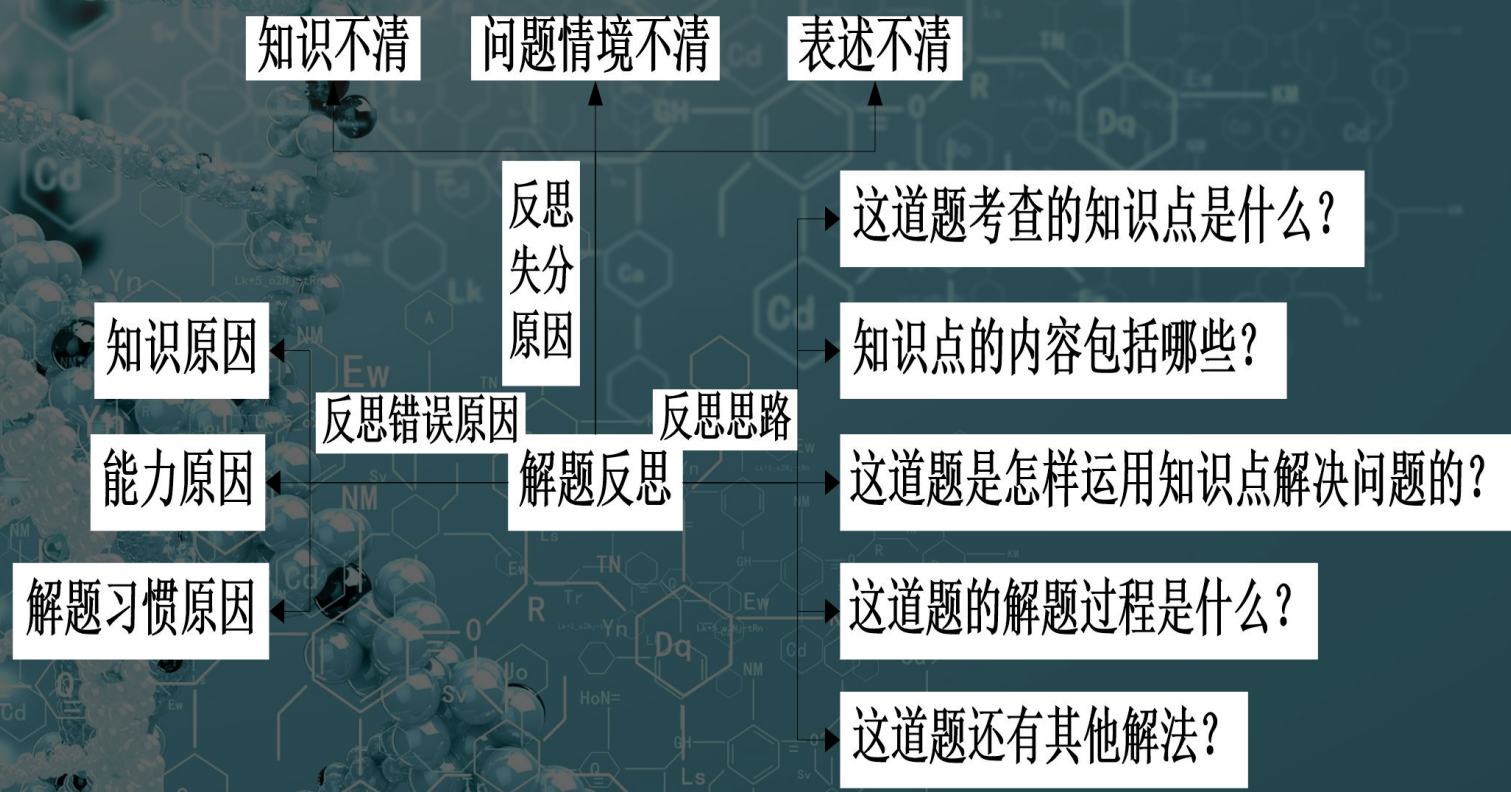 知识不清
问题情境不清
表述不清
反思
失分
原因
这道题考查的知识点是什么？
知识原因
知识点的内容包括哪些？
反思错误原因
反思思路
能力原因
解题反思
这道题是怎样运用知识点解决问题的？
解题习惯原因
这道题的解题过程是什么？
这道题还有其他解法？